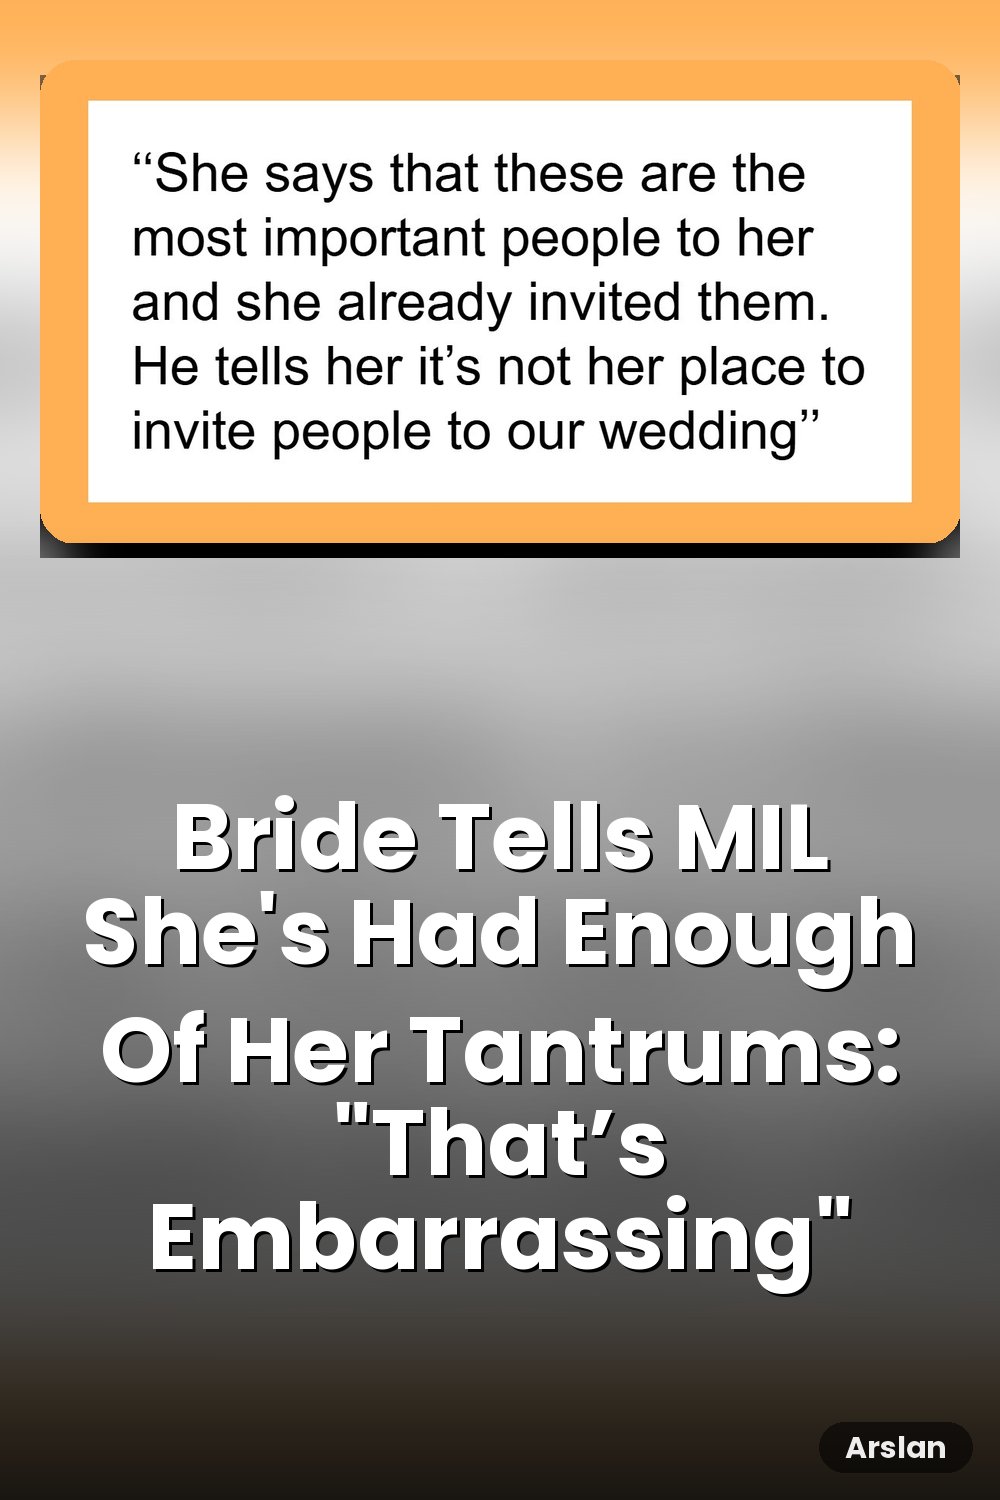 ‘‘She says that these are the
most important people to her
and she already invited them.
He tells her it’s not her place to
invite people to our wedding’’
Bride Tells MIL
She's Had Enough
Of Her Tantrums:
"That’s
Embarrassing"
Arslan